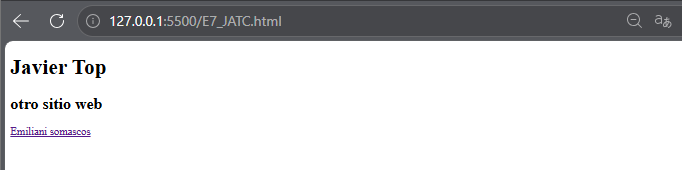 127.0.0.1:5500/E7_JATC.html
Javier Top
otro sitio web
Emiliani somascos